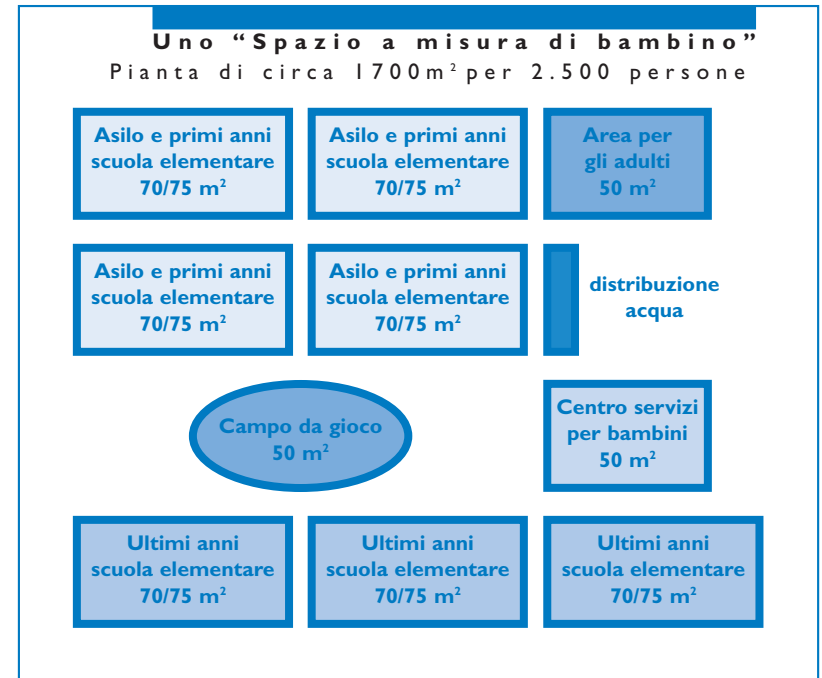 Uno “Spazio a misura di bambino”
Pianta di circa 1700m² per 2.500 persone
Asilo e primi anni
scuola elementare
70/75 m²
Asilo e primi anni
scuola elementare
70/75 m²
Area per
gli adulti
50 m²
Asilo e primi anni
scuola elementare
70/75 m²
Asilo e primi anni
scuola elementare
70/75 m²
distribuzione
acqua
Campo da gioco
50 m²
Centro servizi
per bambini
50 m²
Ultimi anni
scuola elementare
70/75 m²
Ultimi anni
scuola elementare
70/75 m²
Ultimi anni
scuola elementare
70/75 m²